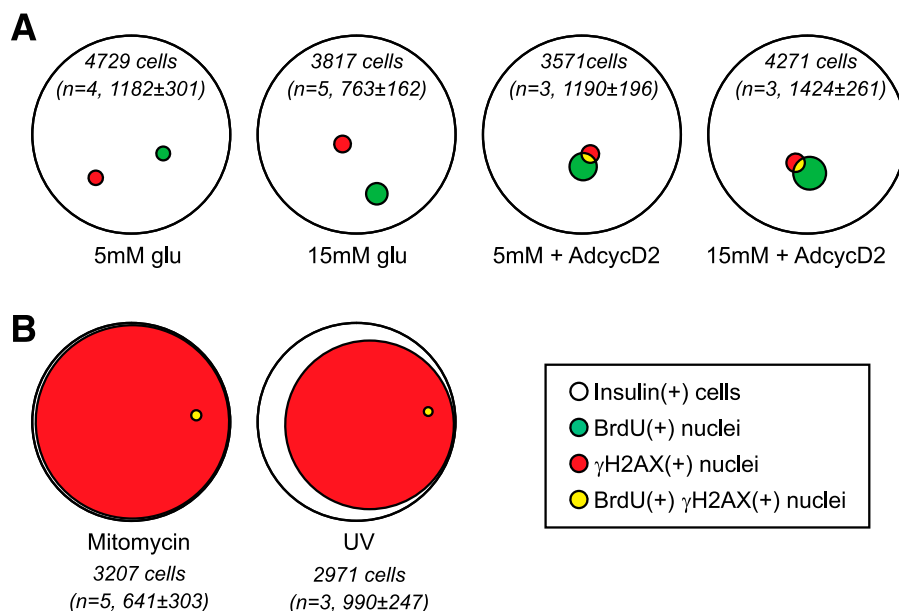 A
4729 cells
(n=4, 1182±301)
3817 cells
(n=5, 763±162)
3571cells
(n=3, 1190±196)
4271 cells
(n=3, 1424±261)
5mM glu
15mM glu
5mM + AdcycD2
15mM + AdcycD2
B
Mitomycin
3207 cells
(n=5, 641±303)
UV
2971 cells
(n=3, 990±247)
Insulin(+) cells
BrdU(+) nuclei
γH2AX(+) nuclei
BrdU(+) γH2AX(+) nuclei